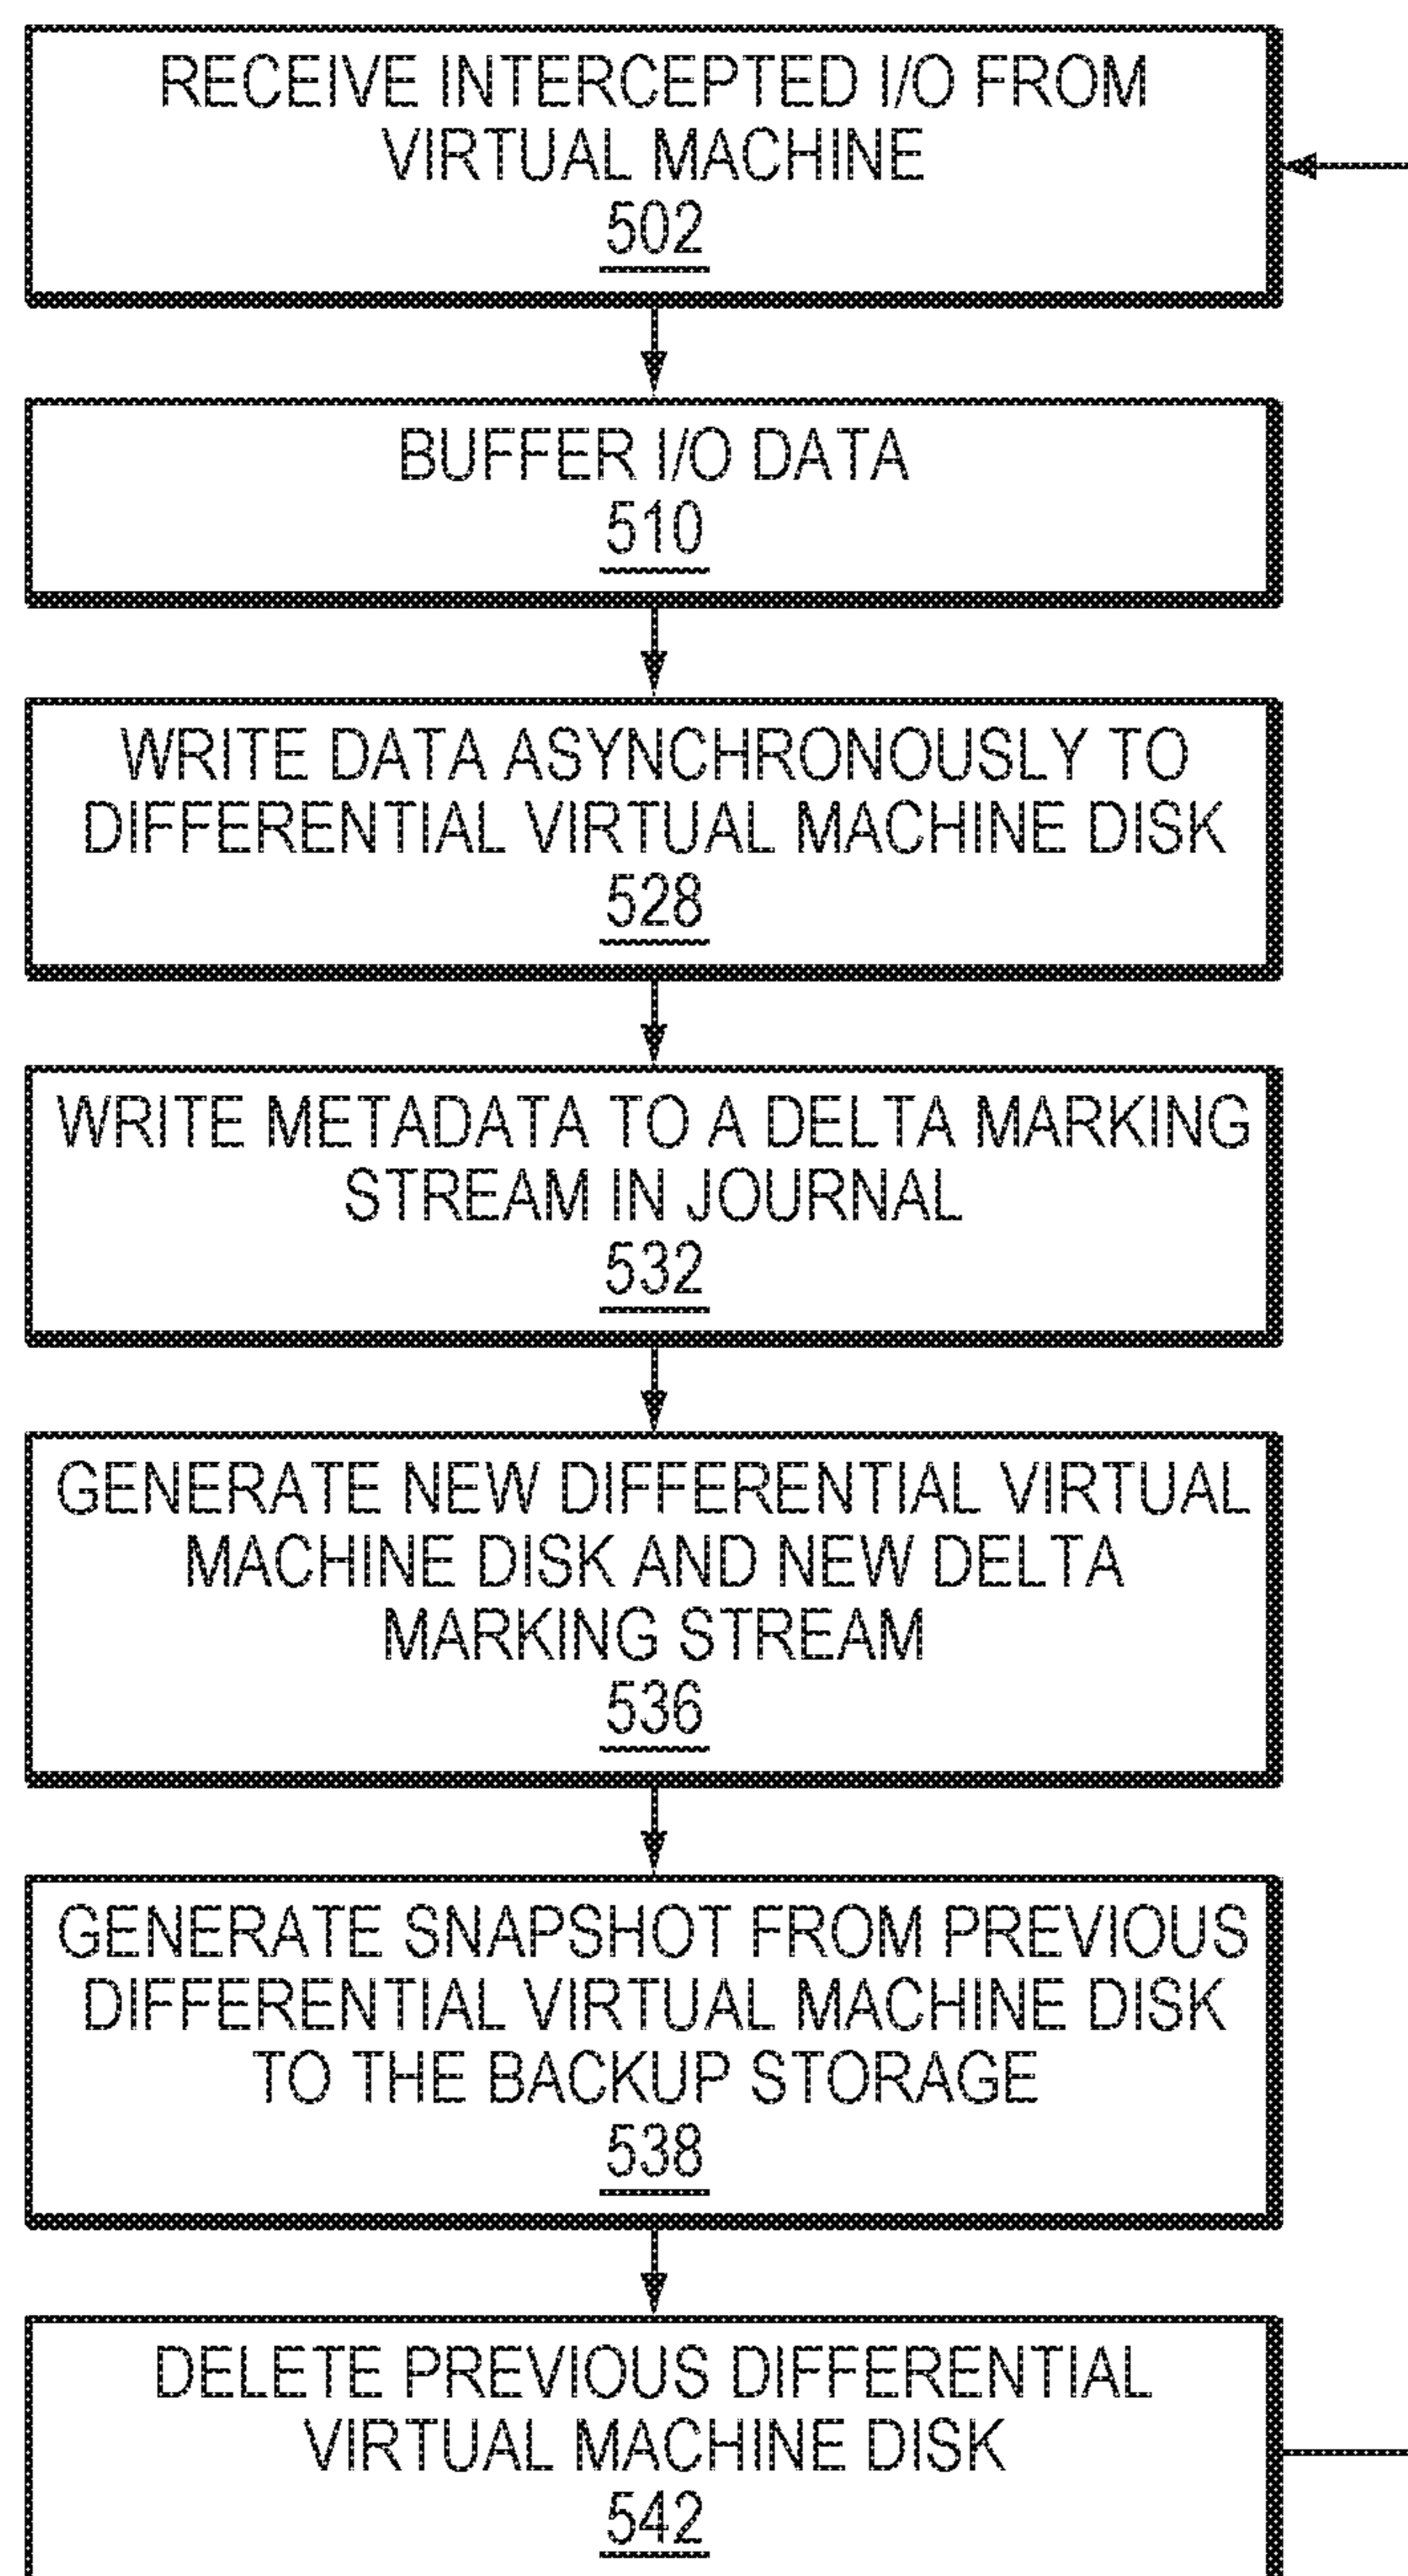 RECEIVE INTERCEPTED I/O FROM
VIRTUAL MACHINE
502
BUFFER I/O DATA
510
WRITE DATA ASYNCHRONOUSLY TO
DIFFERENTIAL VIRTUAL MACHINE DISK
528
WRITE METADATA TO A DELTA MARKING
STREAM IN JOURNAL
532
GENERATE NEW DIFFERENTIAL VIRTUAL
MACHINE DISK AND NEW DELTA
MARKING STREAM
536
GENERATE SNAPSHOT FROM PREVIOUS
DIFFERENTIAL VIRTUAL MACHINE DISK
TO THE BACKUP STORAGE
538
DELETE PREVIOUS DIFFERENTIAL
VIRTUAL MACHINE DISK
542